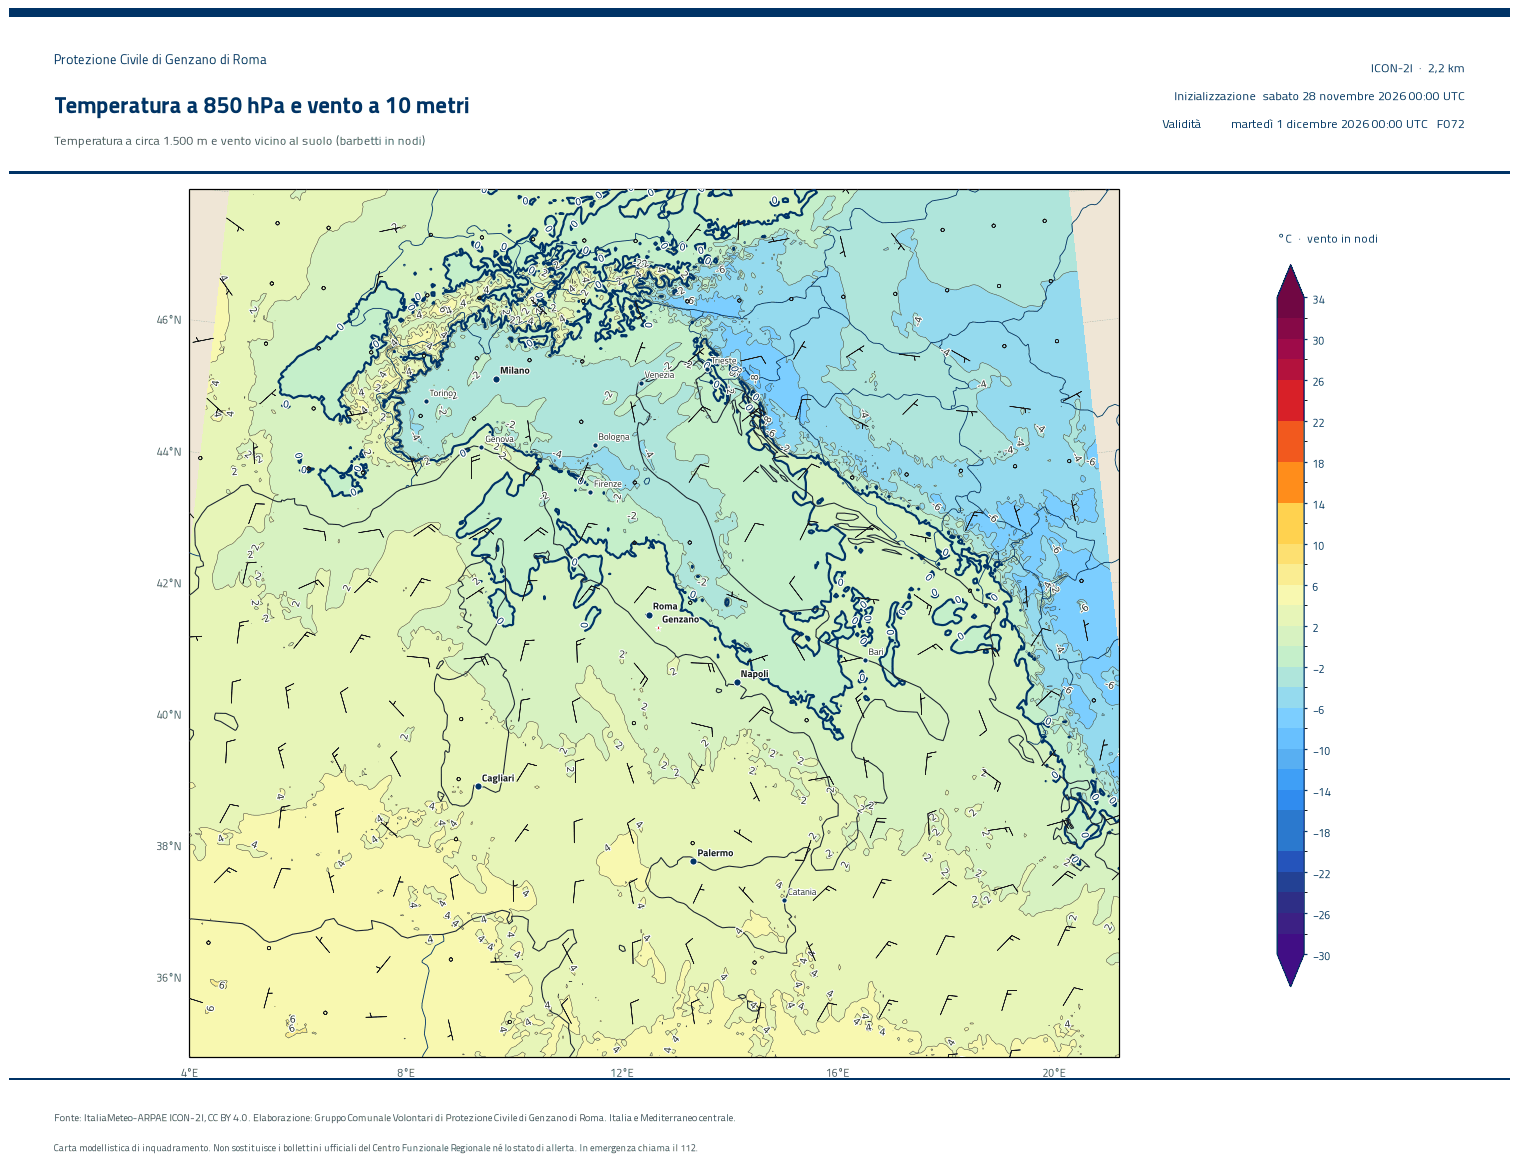 Protezione Civile di Genzano di Roma
Temperatura a 850 hPa e vento a 10 metri
Temperatura a circa 1.500 m e vento vicino al suolo (barbetti in nodi)
ICON-2I · 2,2 km
Inizializzazione sabato 28 novembre 2026 00:00 UTC
Validità martedì 1 dicembre 2026 00:00 UTC F072
°C · vento in nodi
34
30
26
22
18
14
10
6
2
−2
−6
−10
−14
−18
−22
−26
−30
46°N
44°N
42°N
40°N
38°N
36°N
4°E
8°E
12°E
16°E
20°E
Trieste
Milano
Venezia
Torino
Bologna
Genova
Firenze
Roma
Genzano
Bari
Napoli
Cagliari
Palermo
Catania
Fonte: ItaliaMeteo-ARPAE ICON-2I, CC BY 4.0. Elaborazione: Gruppo Comunale Volontari di Protezione Civile di Genzano di Roma. Italia e Mediterraneo centrale.
Carta modellistica di inquadramento. Non sostituisce i bollettini ufficiali del Centro Funzionale Regionale né lo stato di allerta. In emergenza chiama il 112.